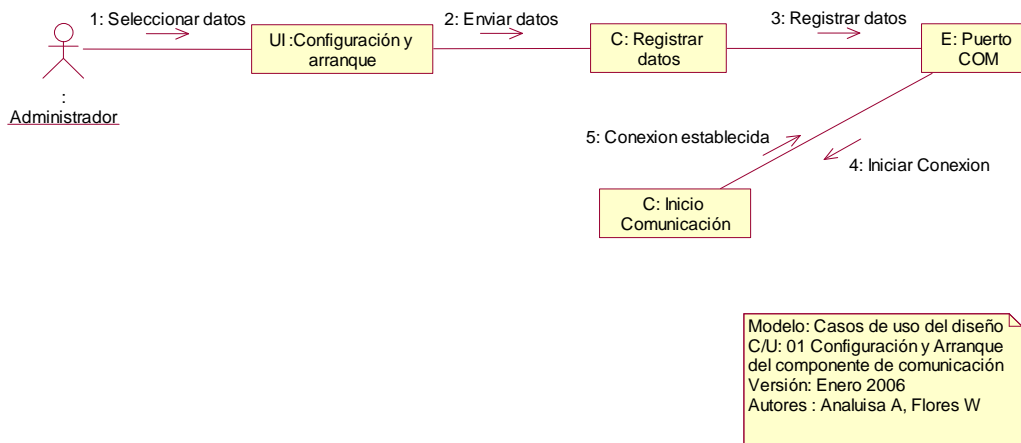 1: Seleccionar datos
2: Enviar datos
3: Registrar datos
UI :Configuración y
arranque
C: Registrar
datos
E: Puerto
COM
:
Administrador
5: Conexion establecida
4: Iniciar Conexion
C: Inicio
Comunicación
Modelo: Casos de uso del diseño
C/U: 01 Configuración y Arranque
del componente de comunicación
Versión: Enero 2006
Autores : Analuisa A, Flores W